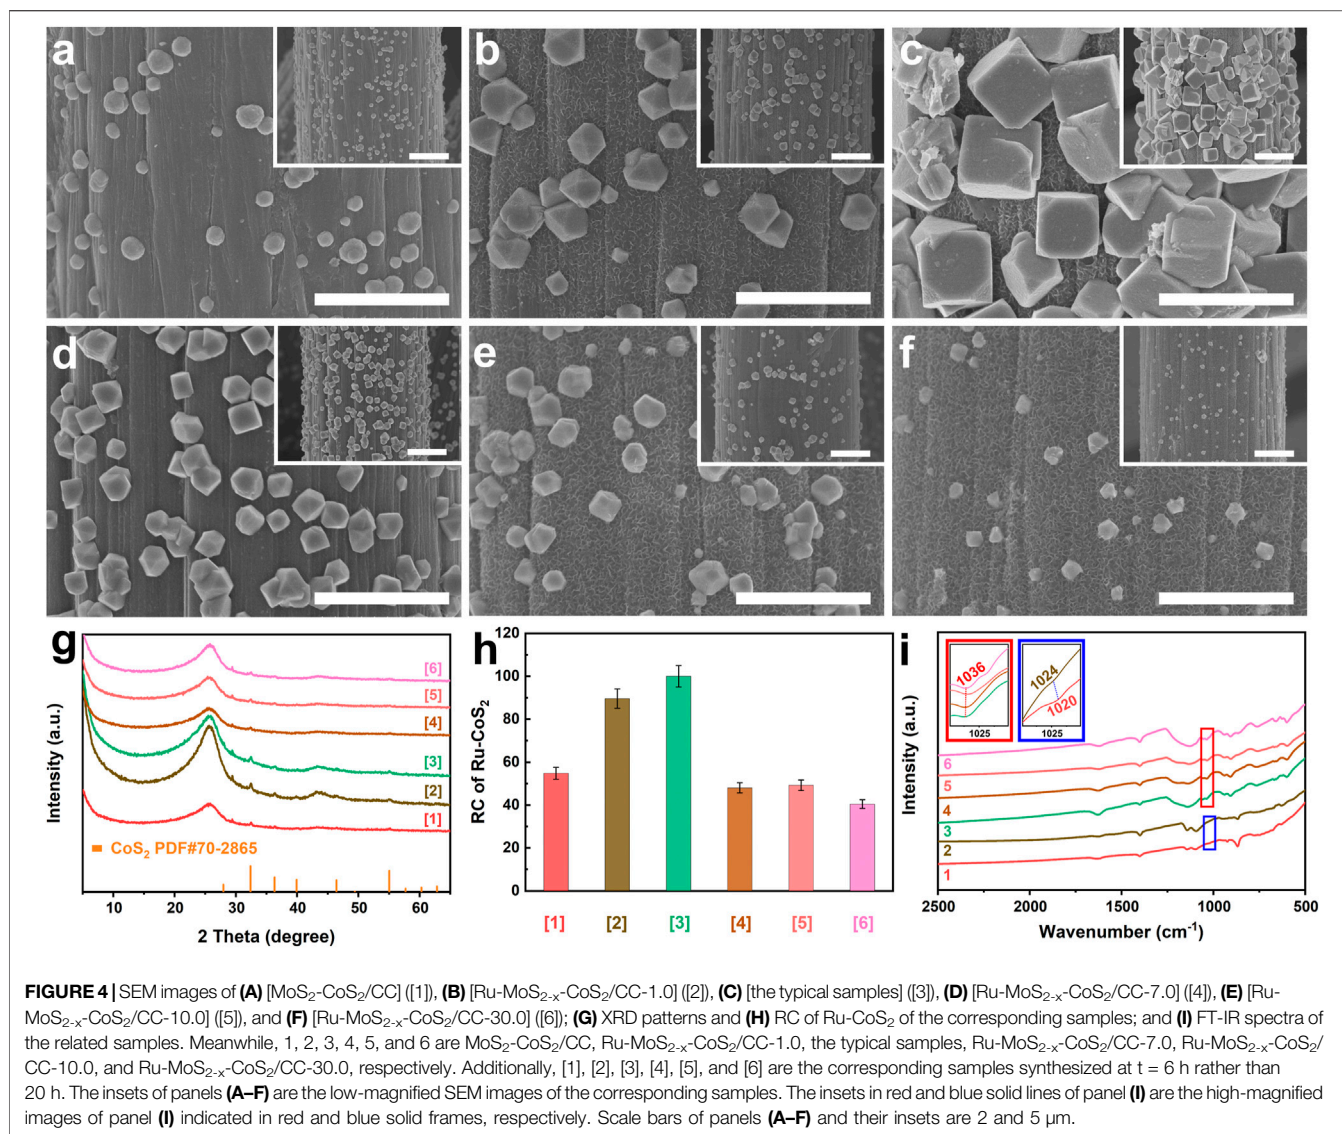 a
b
c
d
e
f
g
[6]
[5]
[4]
[3]
[2]
[1]
CoS2 PDF#70-2865
Intensity (a.u.)
10 20 30 40 50 60
2 Theta (degree)
h
120
100
80
60
40
20
0
RC of Ru-CoS2
[1] [2] [3] [4] [5] [6]
i
1036
1025
1024
1020
1025
6
5
4
3
2
1
Intensity (a.u.)
2500 2000 1500 1000 500
Wavenumber (cm-1)
FIGURE 4 | SEM images of (A) [MoS2-CoS2/CC] ([1]), (B) [Ru-MoS2-x-CoS2/CC-1.0] ([2]), (C) [the typical samples] ([3]), (D) [Ru-MoS2-x-CoS2/CC-7.0] ([4]), (E) [Ru-
MoS2-x-CoS2/CC-10.0] ([5]), and (F) [Ru-MoS2-x-CoS2/CC-30.0] ([6]); (G) XRD patterns and (H) RC of Ru-CoS2 of the corresponding samples; and (I) FT-IR spectra of
the related samples. Meanwhile, 1, 2, 3, 4, 5, and 6 are MoS2-CoS2/CC, Ru-MoS2-x-CoS2/CC-1.0, the typical samples, Ru-MoS2-x-CoS2/CC-7.0, Ru-MoS2-x-CoS2/
CC-10.0, and Ru-MoS2-x-CoS2/CC-30.0, respectively. Additionally, [1], [2], [3], [4], [5], and [6] are the corresponding samples synthesized at t = 6 h rather than
20 h. The insets of panels (A–F) are the low-magnified SEM images of the corresponding samples. The insets in red and blue solid lines of panel (I) are the high-magnified
images of panel (I) indicated in red and blue solid frames, respectively. Scale bars of panels (A–F) and their insets are 2 and 5 μm.